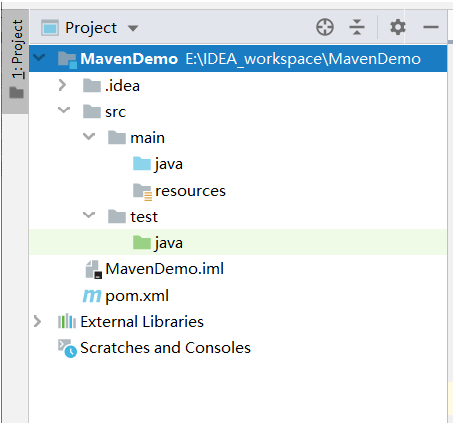 1: Project
Project
MavenDemo E:\IDEA_workspace\MavenDemo
.idea
src
main
java
resources
test
java
MavenDemo.iml
pom.xml
External Libraries
Scratches and Consoles